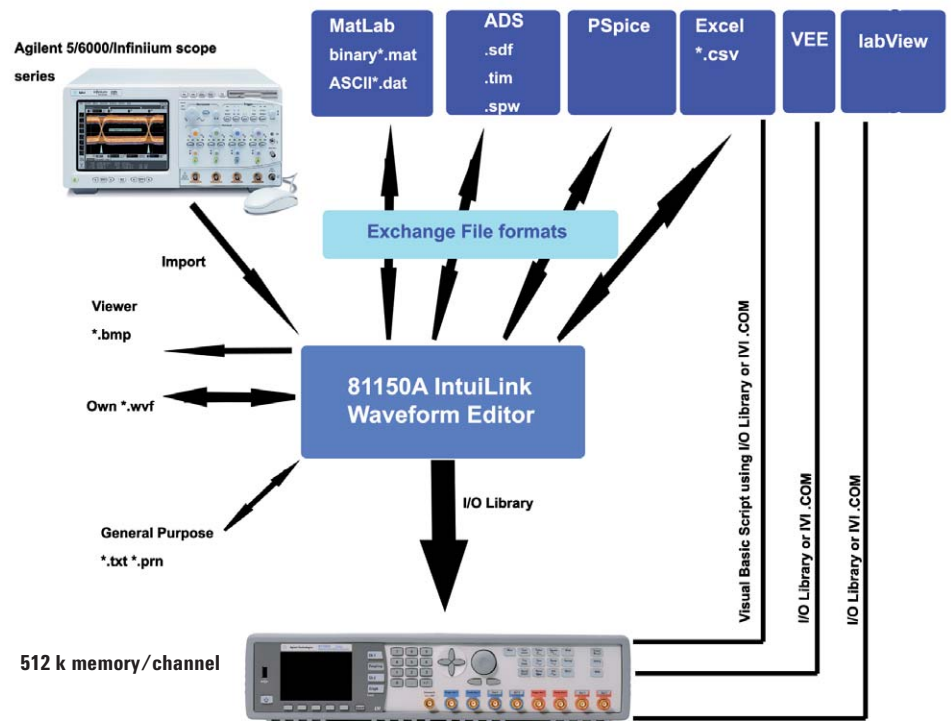 Agilent 5/6000/Infiniium scope
series
MatLab
binary*.mat
ASCII*.dat
ADS
.sdf
.tim
.spw
PSpice
Excel
*.csv
VEE
labView
Exchange File formats
Import
Viewer
*.bmp
Own *.wvf
General Purpose
*.txt *.prn
81150A IntuiLink
Waveform Editor
I/O Library
Visual Basic Script using I/O Library or IVI .COM
I/O Library or IVI .COM
I/O Library or IVI .COM
512 k memory/channel